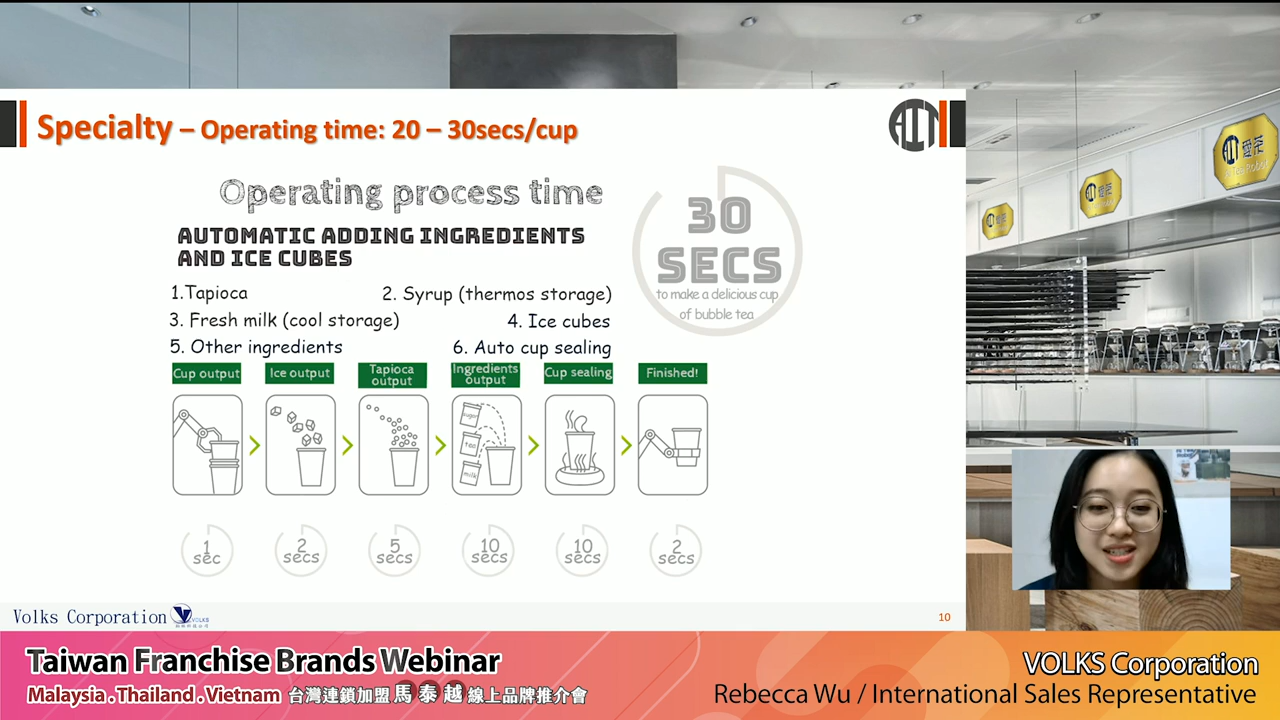 Specialty – Operating time: 20 – 30secs/cup
AIT
Operating process time
AUTOMATIC ADDING INGREDIENTS
AND ICE CUBES
30
SECS
to make a delicious cup
of bubble tea
1.Tapioca
2. Syrup (thermos storage)
3. Fresh milk (cool storage)
4. Ice cubes
5. Other ingredients
6. Auto cup sealing
Cup output
Ice output
Tapioca
output
Ingredients
output
Cup sealing
Finished!
sugar
tea
milk
1
sec
2
secs
5
secs
10
secs
10
secs
2
secs
Volks Corporation
VOLKS
10
Taiwan Franchise Brands Webinar
Malaysia . Thailand . Vietnam 台灣連鎖加盟 馬 泰 越 線上品牌推介會
VOLKS Corporation
Rebecca Wu / International Sales Representative